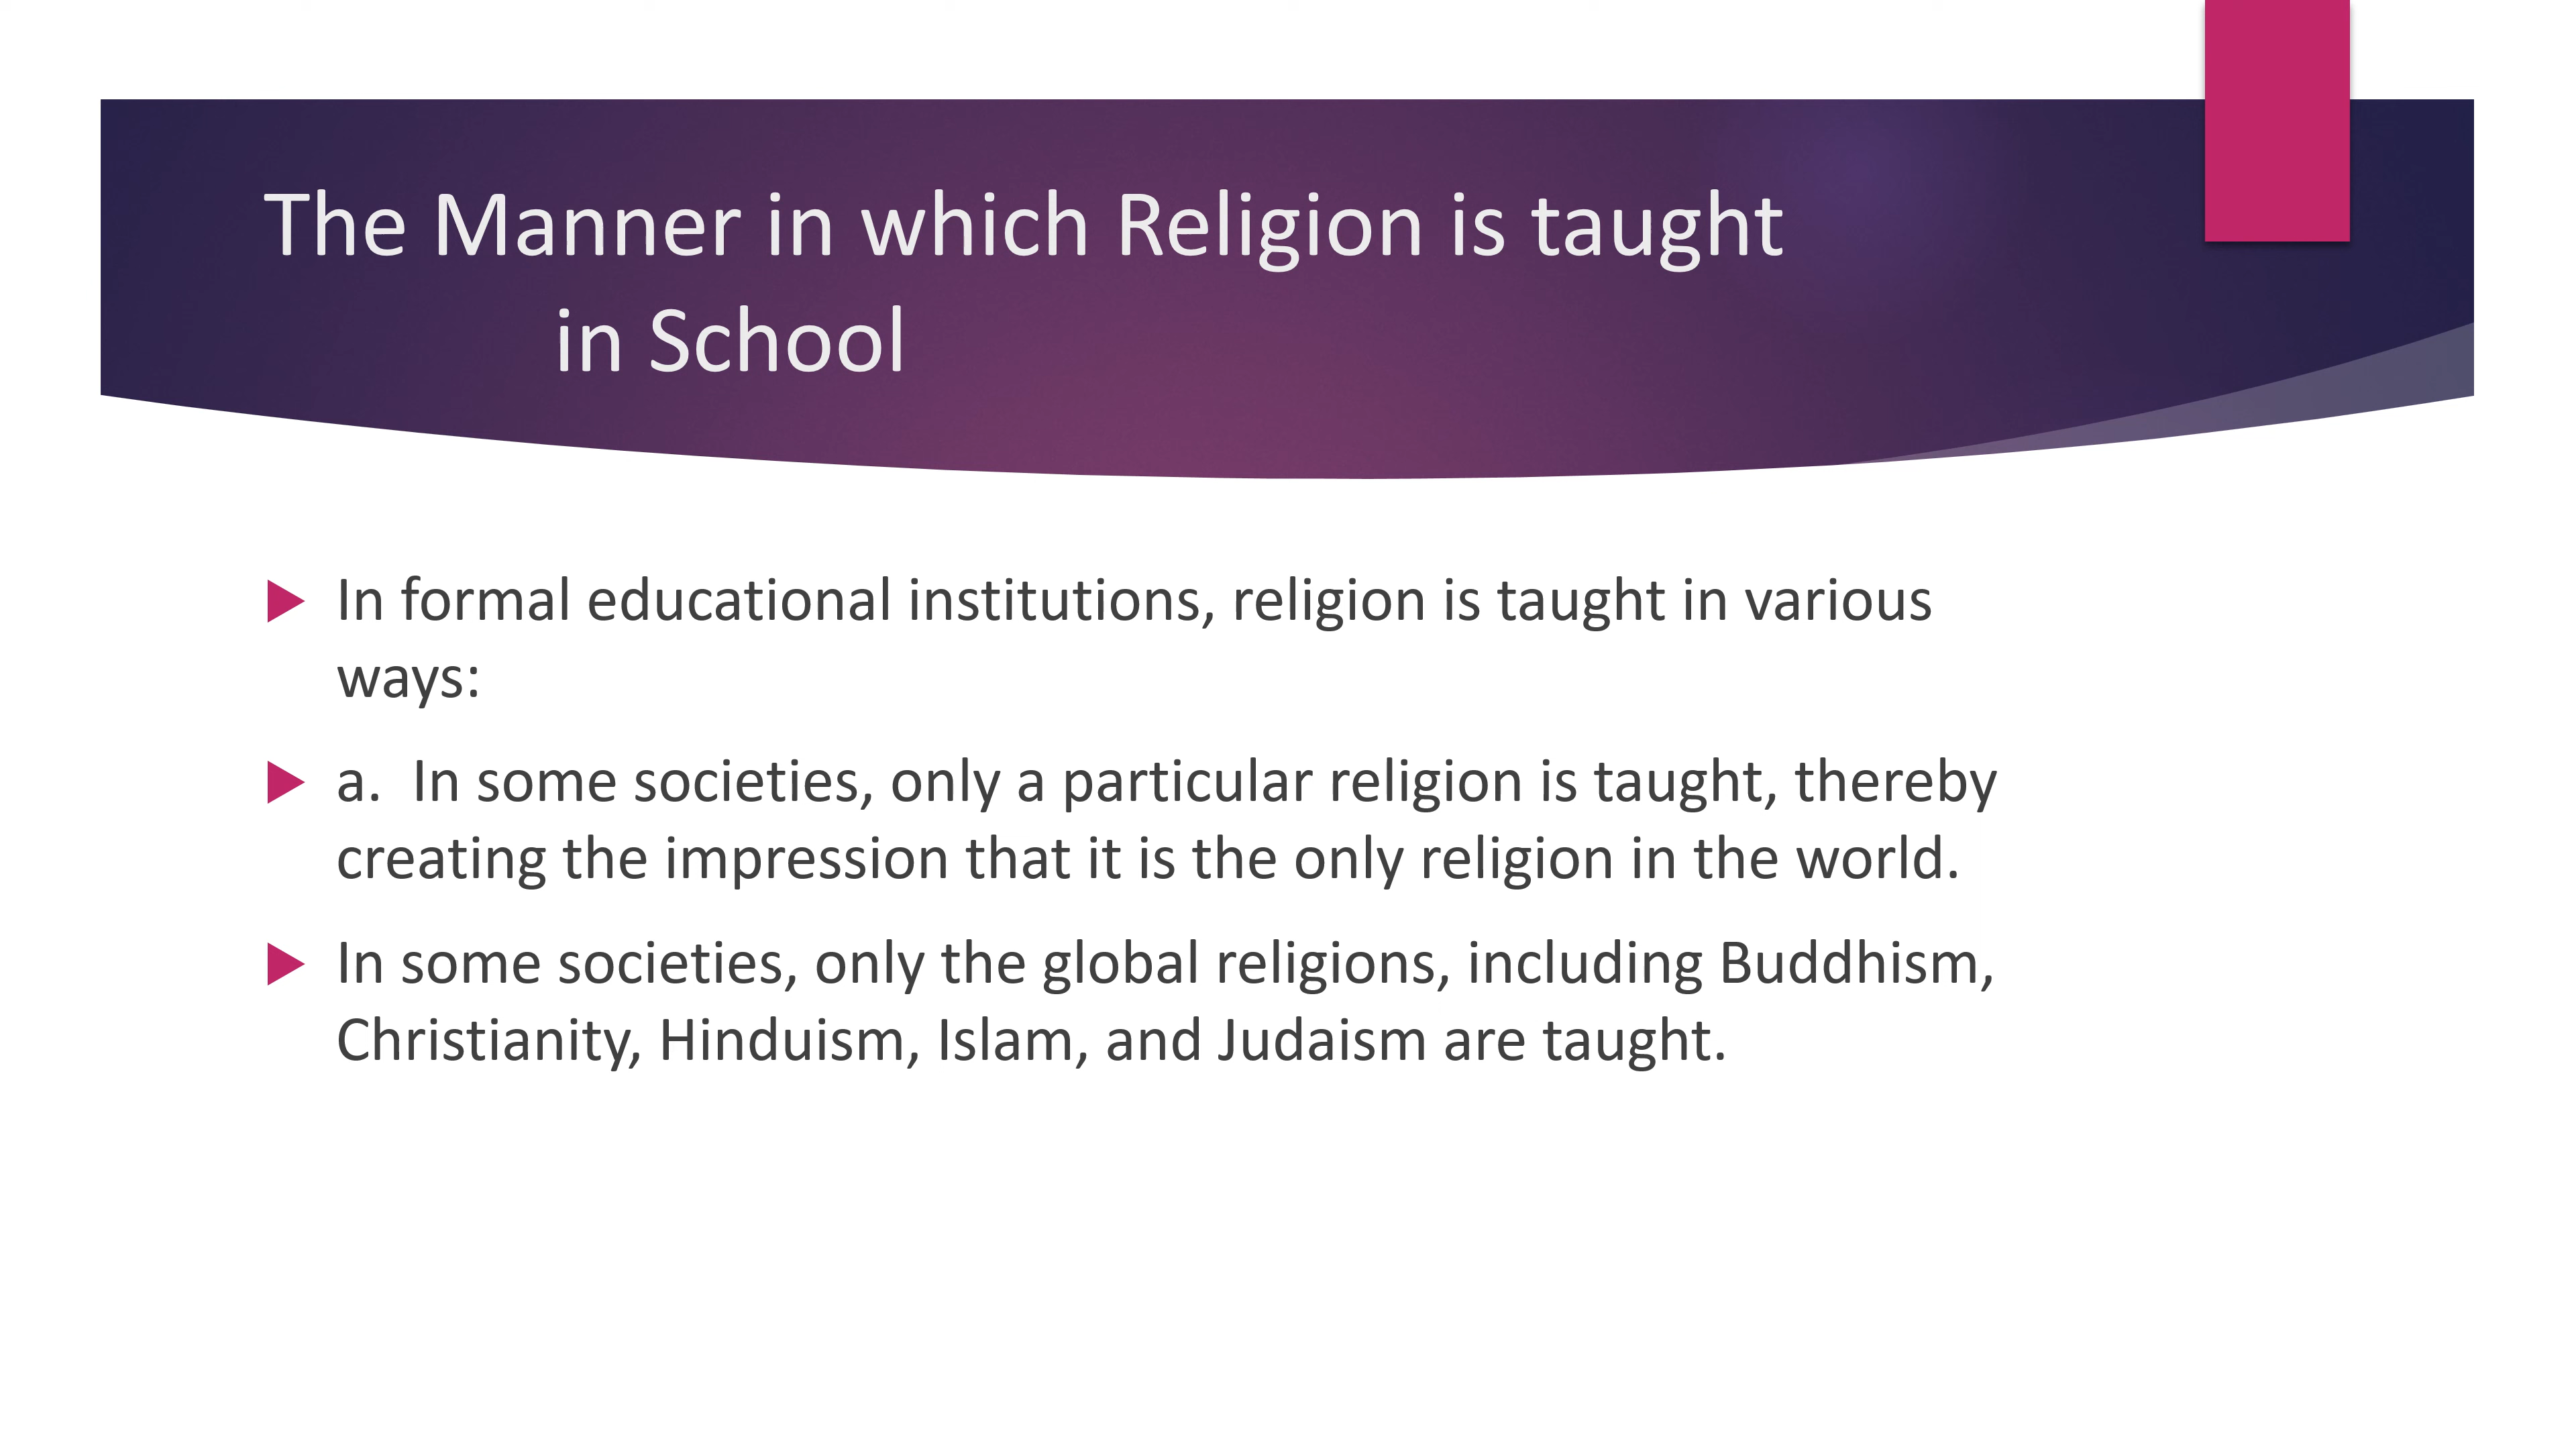 The Manner in which Religion is taught
in School
In formal educational institutions, religion is taught in various
ways:
a. In some societies, only a particular religion is taught, thereby
creating the impression that it is the only religion in the world.
In some societies, only the global religions, including Buddhism,
Christianity, Hinduism, Islam, and Judaism are taught.